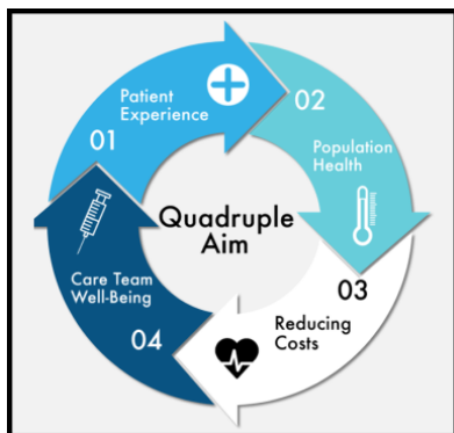 Quadruple
Aim
01
Patient
Experience
02
Population
Health
03
Reducing
Costs
04
Care Team
Well-Being